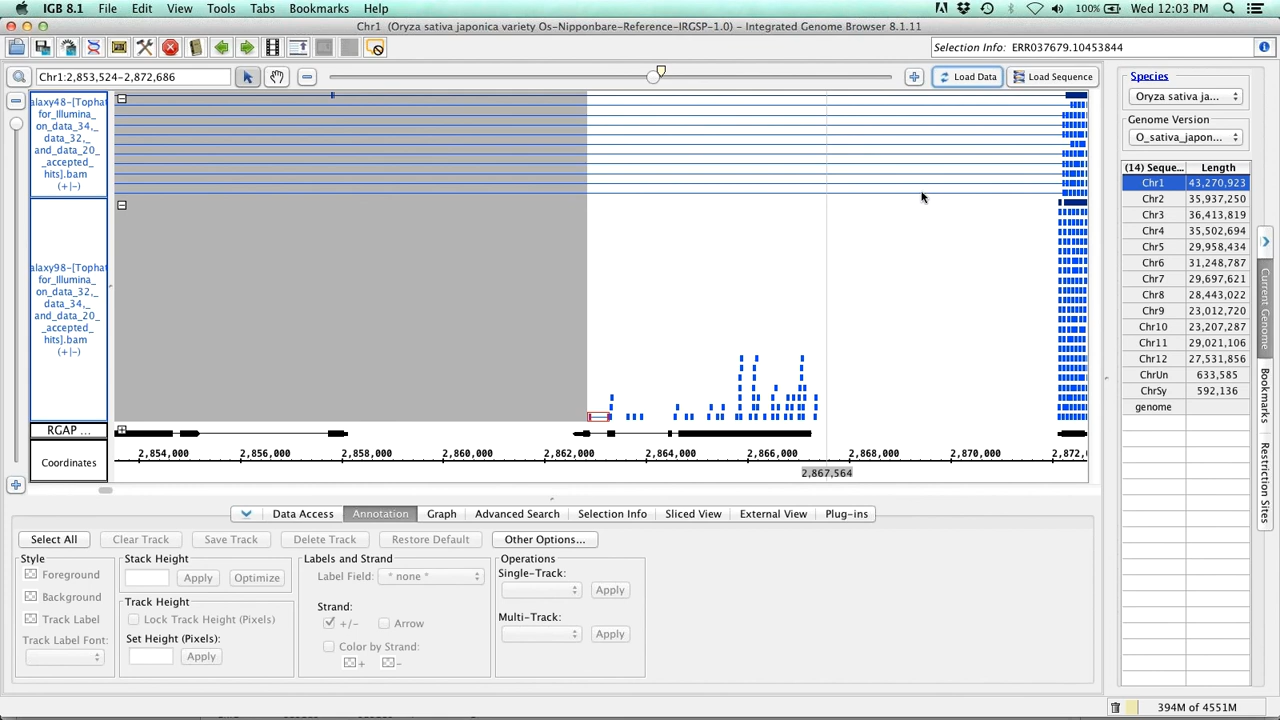 IGB 8.1 File Edit View Tools Tabs Bookmarks Help 100% Wed 12:03 PM
Chr1 (Oryza sativa japonica variety Os-Nipponbare-Reference-IRGSP-1.0) - Integrated Genome Browser 8.1.11
Selection Info: ERR037679.10453844
Chr1:2,853,524-2,872,686 Load Data Load Sequence
alaxy48-[Tophat
for_Illumina_
on_data_34,_
data_32,_
and_data_20_
_accepted_
hits].bam
(+|-)
alaxy98-[Tophat
for_Illumina_
on_data_32,_
data_34,_
and_data_20_
_accepted_
hits].bam
(+|-)
RGAP ...
Coordinates
2,854,000 2,856,000 2,858,000 2,860,000 2,862,000 2,864,000 2,866,000 2,868,000 2,870,000 2,872,
2,867,564
Species
Oryza sativa ja...
Genome Version
O_sativa_japon...
(14) Seque... Length
Chr1 43,270,923
Chr2 35,937,250
Chr3 36,413,819
Chr4 35,502,694
Chr5 29,958,434
Chr6 31,248,787
Chr7 29,697,621
Chr8 28,443,022
Chr9 23,012,720
Chr10 23,207,287
Chr11 29,021,106
Chr12 27,531,856
ChrUn 633,585
ChrSy 592,136
genome
Current Genome
Bookmarks
Restriction Sites
Data Access Annotation Graph Advanced Search Selection Info Sliced View External View Plug-ins
Select All Clear Track Save Track Delete Track Restore Default Other Options...
Style
Foreground
Background
Track Label
Track Label Font:
Stack Height
Apply Optimize
Track Height
Lock Track Height (Pixels)
Set Height (Pixels):
Apply
Labels and Strand
Label Field: * none *
Strand:
+/- Arrow
Color by Strand:
+ -
Operations
Single-Track:
Apply
Multi-Track:
Apply
394M of 4551M